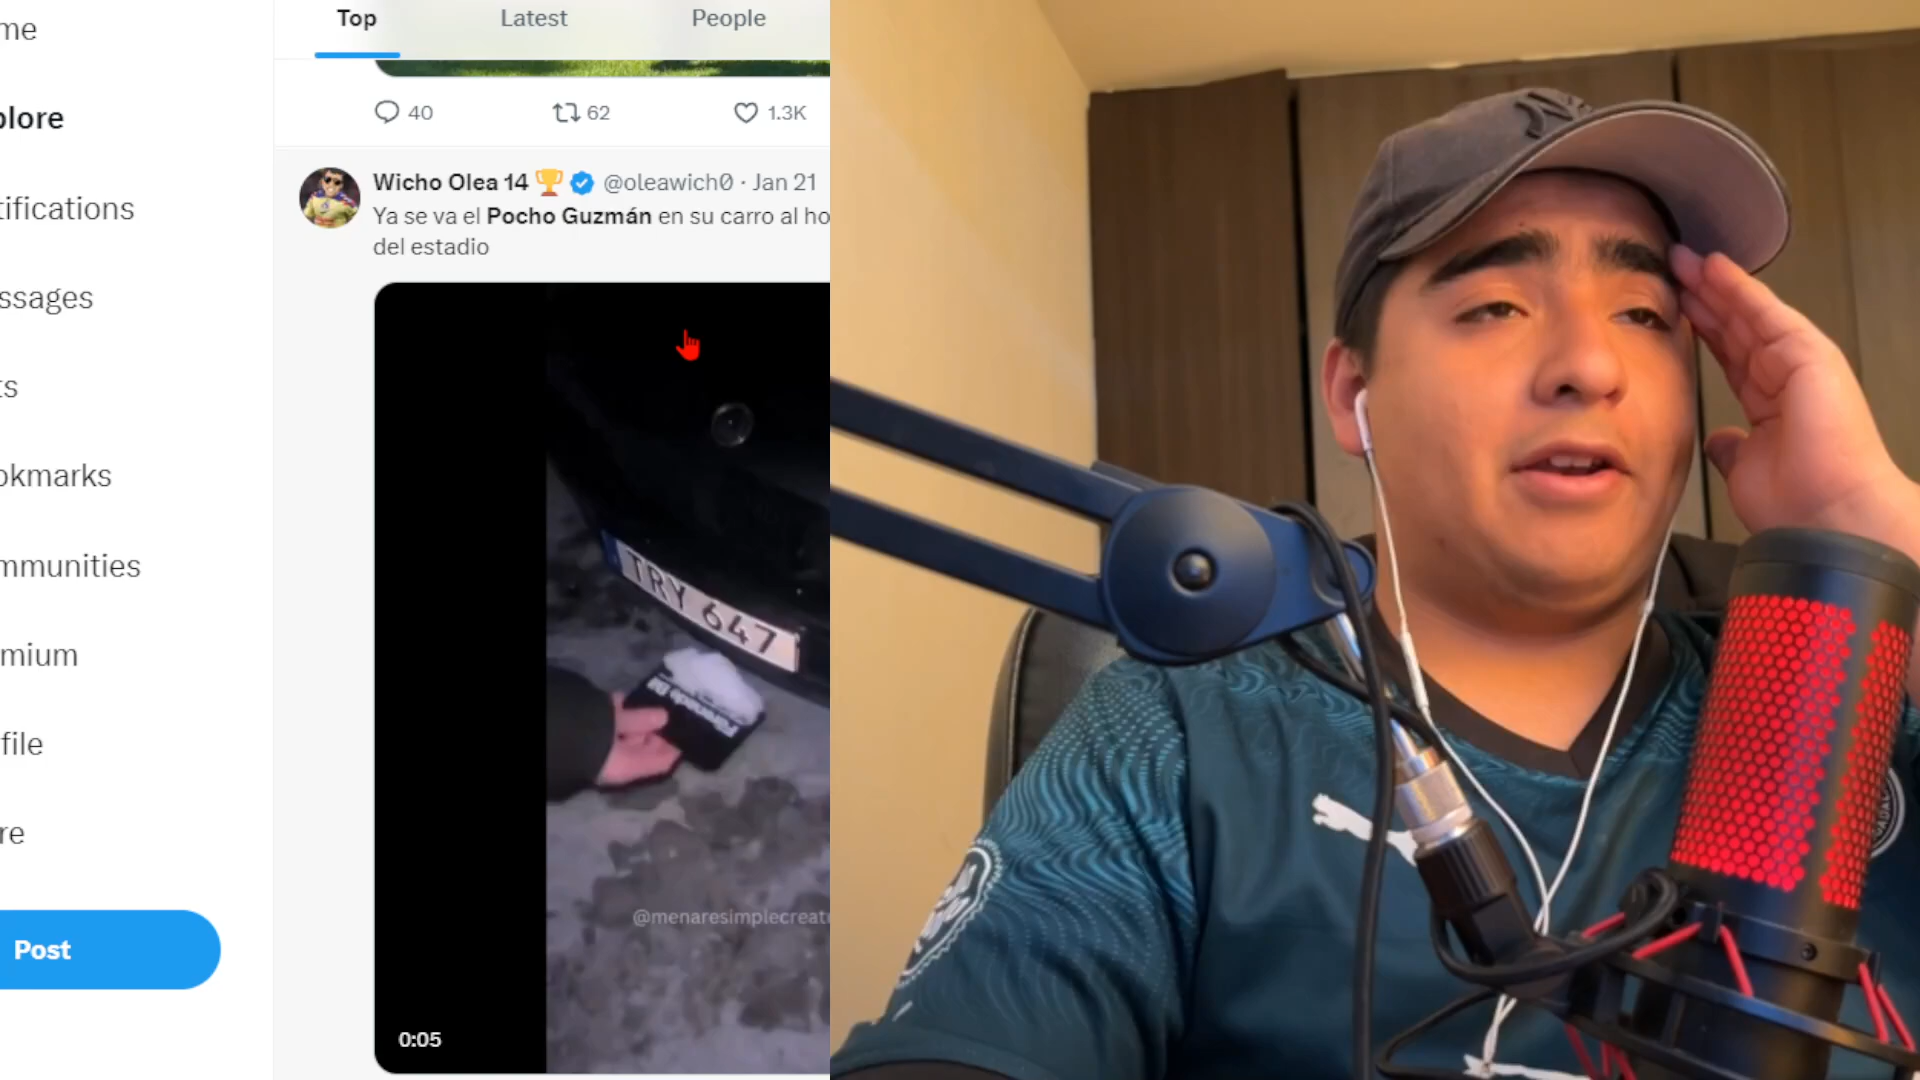 me
plore
tifications
ssages
ts
okmarks
mmunities
mium
file
re
Post
Top Latest People
40 62 1.3K
Wicho Olea 14 🏆 @oleawich0 · Jan 21
Ya se va el Pocho Guzmán en su carro al ho
del estadio
TRY 647
@menaresimplecreat
0:05